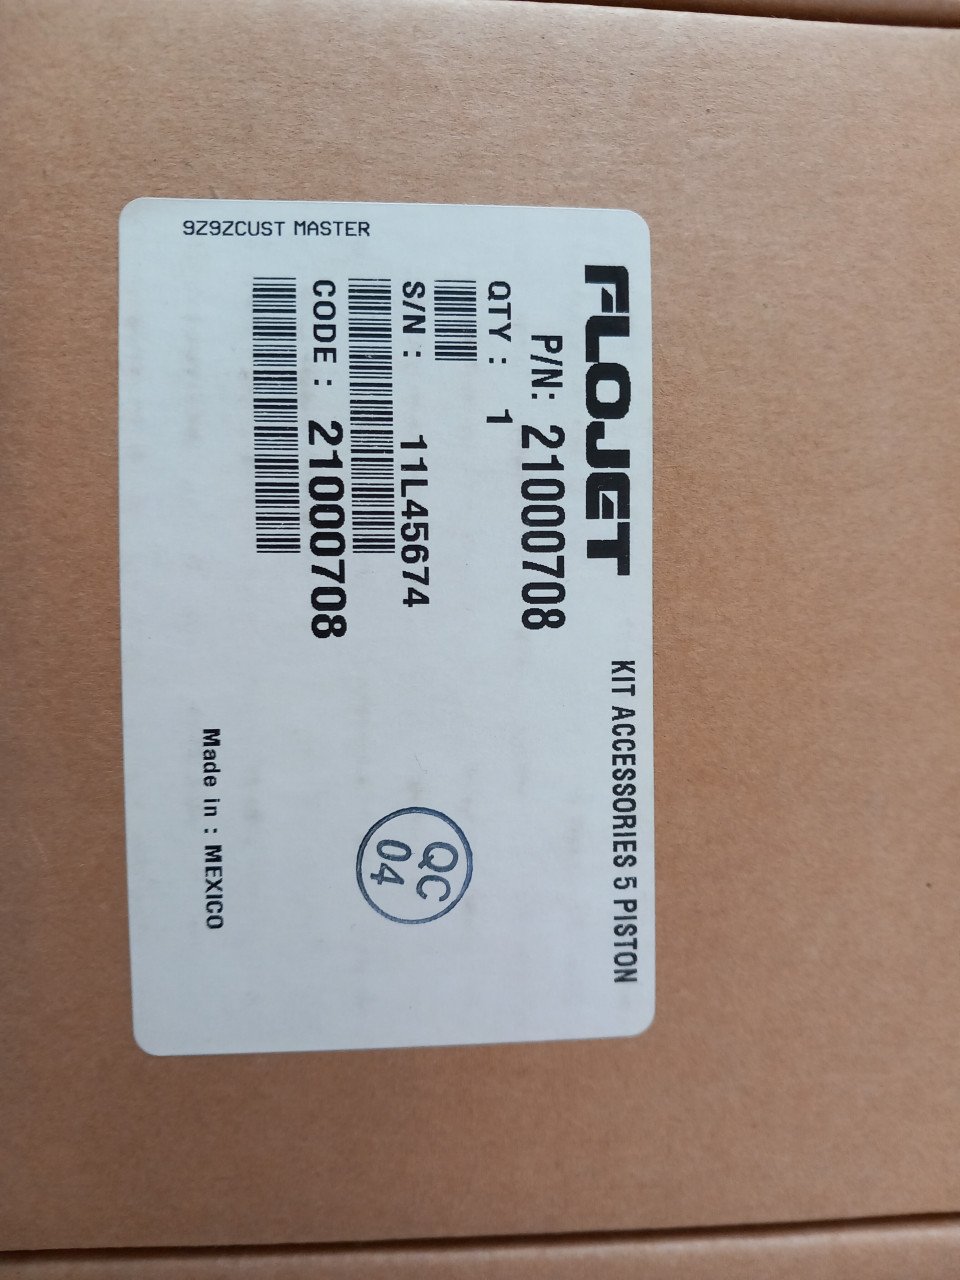 FLOJET
KIT ACCESSORIES 5 PISTON
P/N: 21000708
QTY : 1
S/N : 11L45674
CODE : 21000708
QC
04
Made in : MEXICO
9Z9ZCUST MASTER